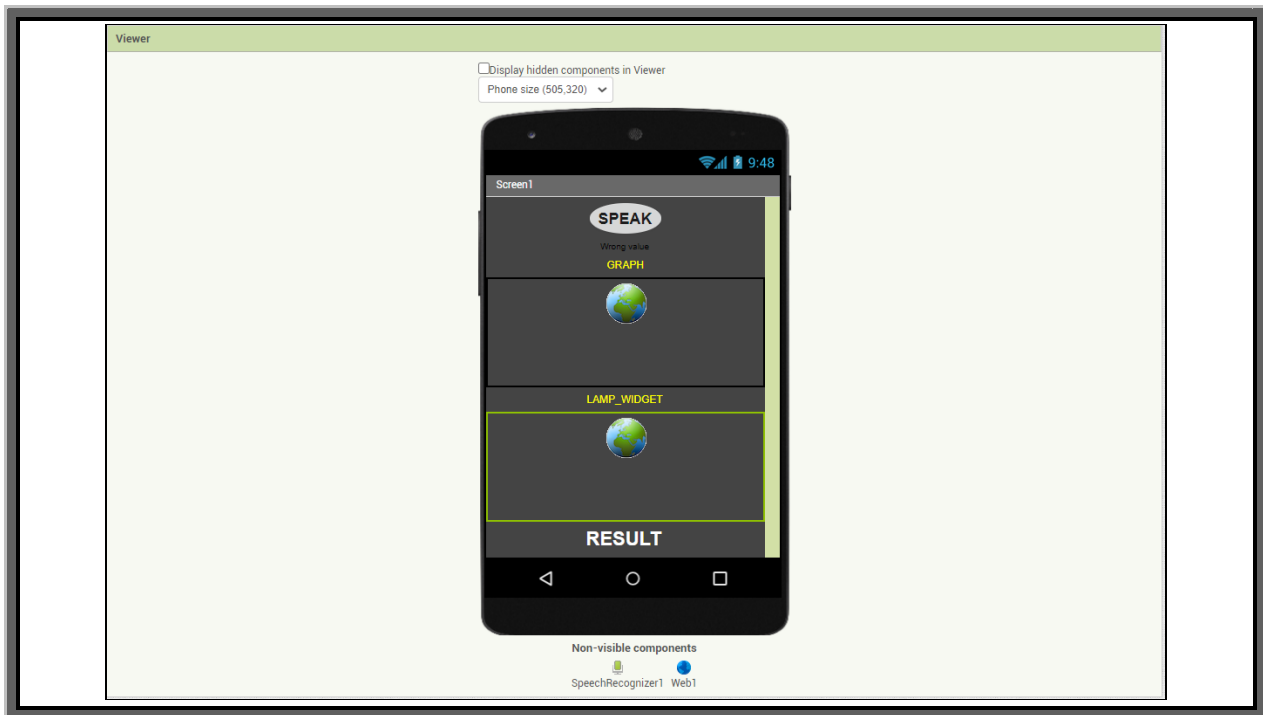 Viewer
Display hidden components in Viewer
Phone size (505,320)
9:48
Screen1
SPEAK
Wrong value
GRAPH
LAMP_WIDGET
RESULT
Non-visible components
SpeechRecognizer1 Web1